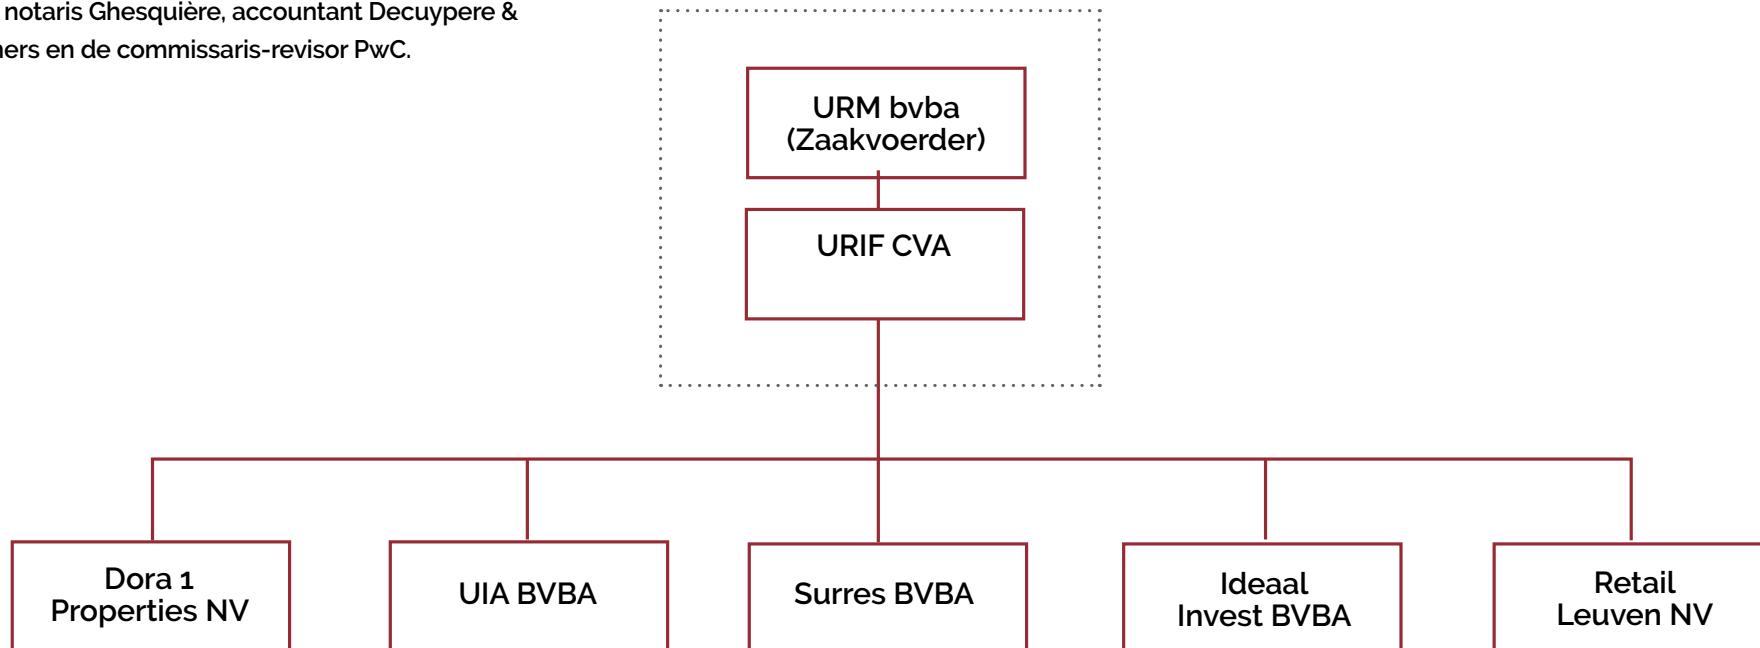 notaris Ghesquière, accountant Decuypere &
en de commissaris-revisor PwC.
URM bvba
(Zaakvoerder)
URIF CVA
Dora 1
Properties NV
UIA BVBA
Surres BVBA
Ideaal
Invest BVBA
Retail
Leuven NV